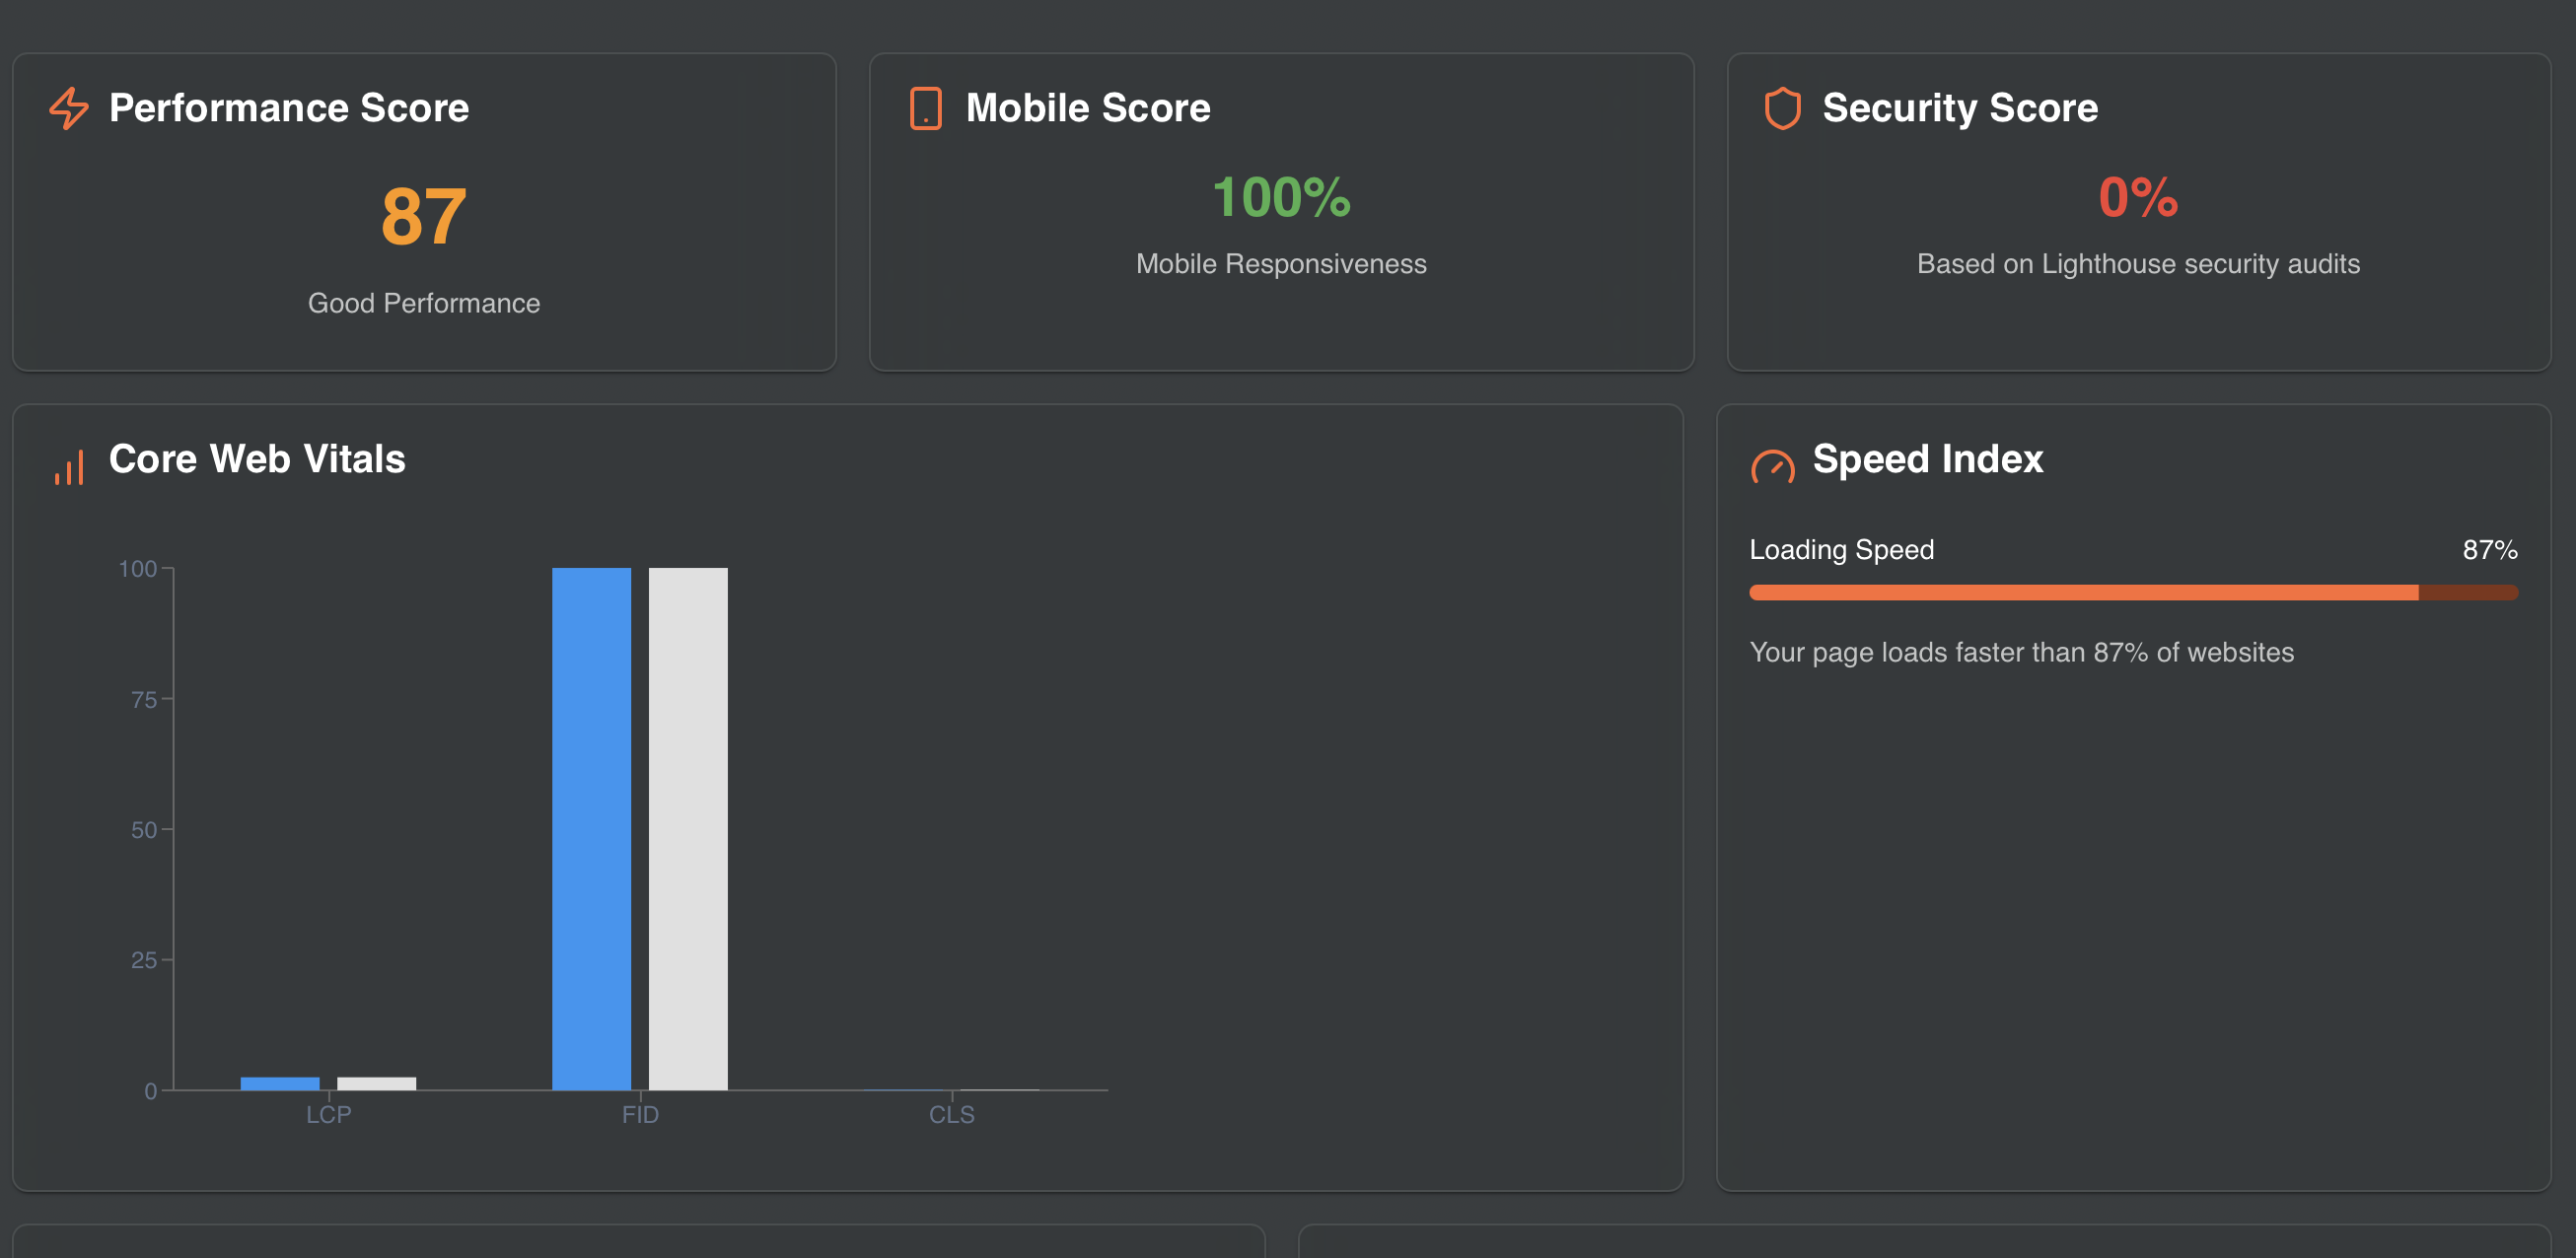 Performance Score
87
Good Performance
Mobile Score
100%
Mobile Responsiveness
Security Score
0%
Based on Lighthouse security audits
Core Web Vitals
100
75
50
25
0
LCP
FID
CLS
Speed Index
Loading Speed
87%
Your page loads faster than 87% of websites